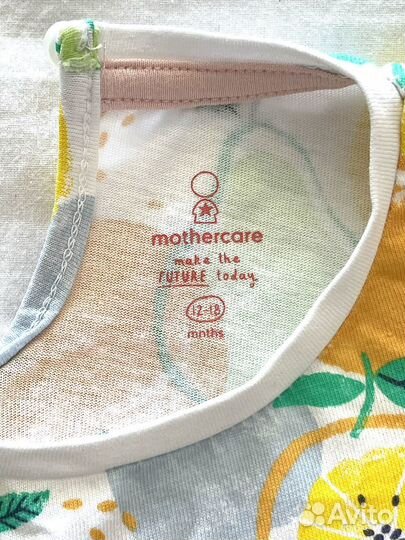 mothercare
make the
FUTURE today
12-18
mnths
Avito